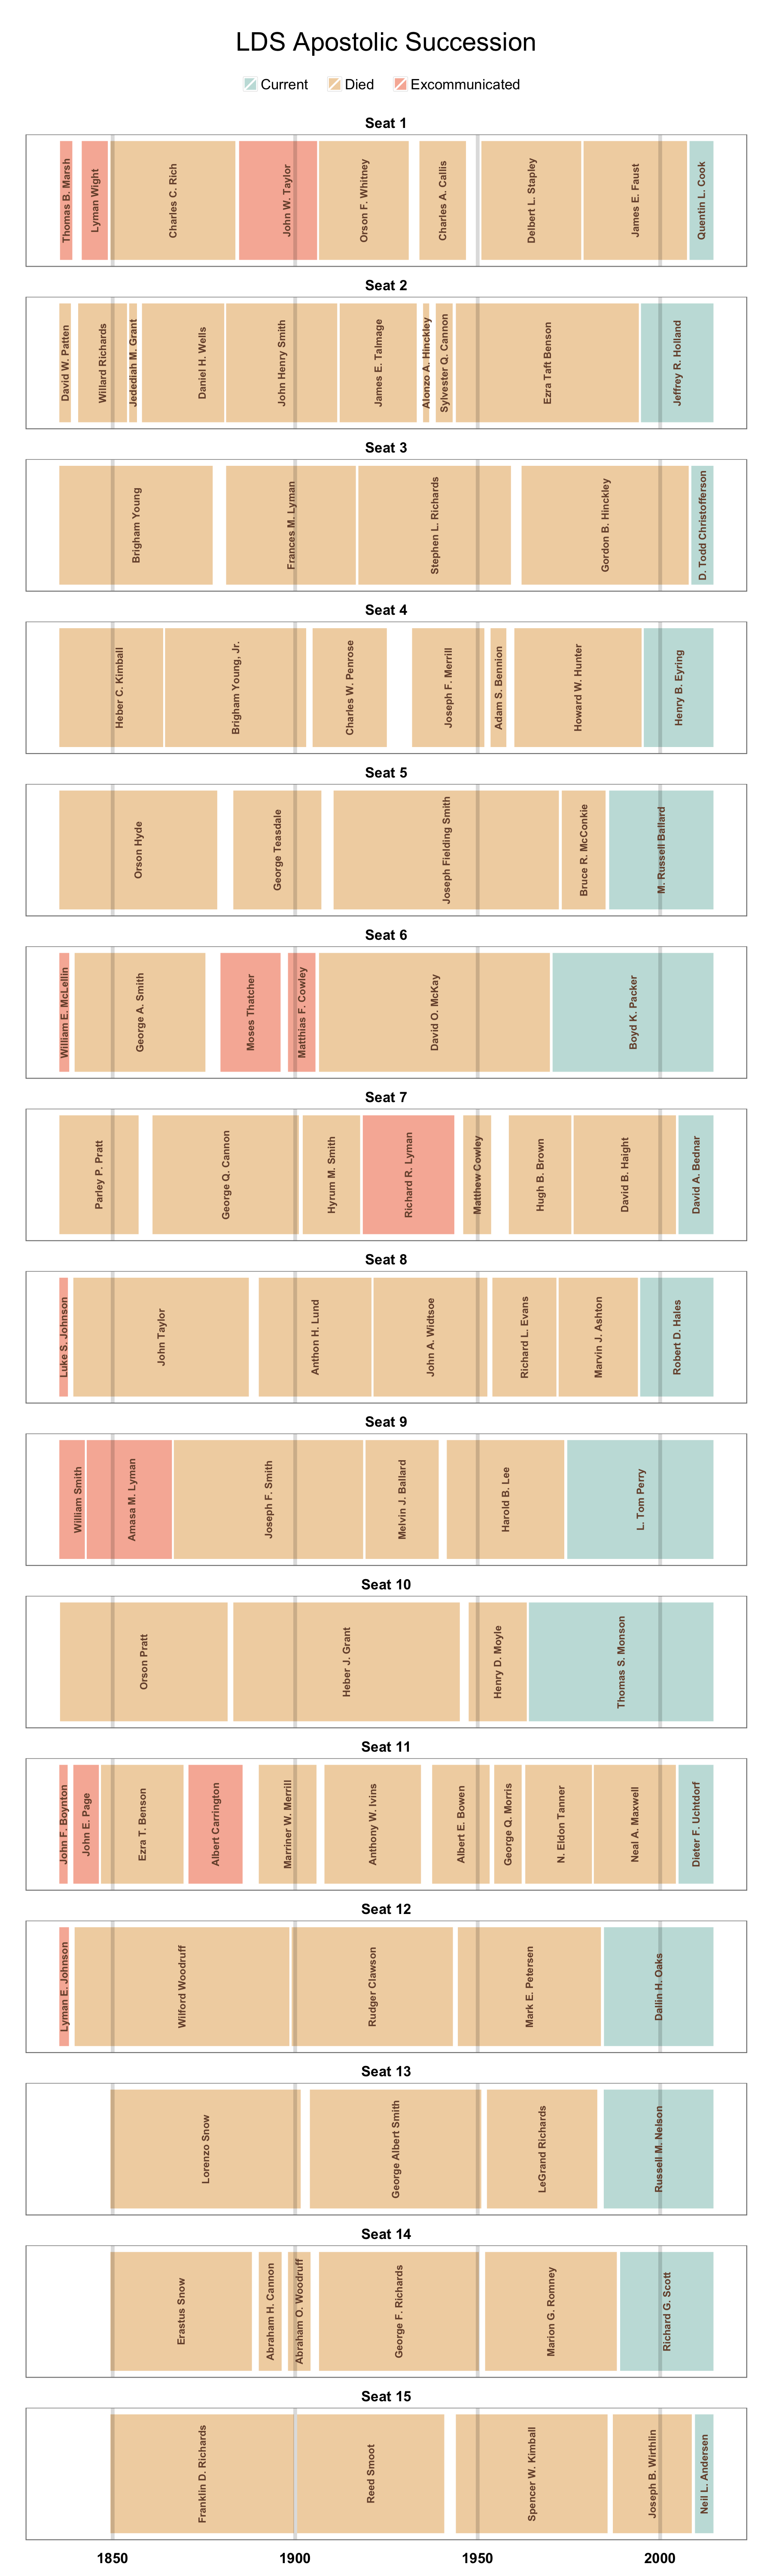 LDS Apostolic Succession
Current Died Excommunicated
Seat 1
Thomas B. Marsh
Lyman Wight
Charles C. Rich
John W. Taylor
Orson F. Whitney
Charles A. Callis
Delbert L. Stapley
James E. Faust
Quentin L. Cook
Seat 2
David W. Patten
Willard Richards
Jedediah M. Grant
Daniel H. Wells
John Henry Smith
James E. Talmage
Alonzo A. Hinckley
Sylvester Q. Cannon
Ezra Taft Benson
Jeffrey R. Holland
Seat 3
Brigham Young
Frances M. Lyman
Stephen L. Richards
Gordon B. Hinckley
D. Todd Christofferson
Seat 4
Heber C. Kimball
Brigham Young, Jr.
Charles W. Penrose
Joseph F. Merrill
Adam S. Bennion
Howard W. Hunter
Henry B. Eyring
Seat 5
Orson Hyde
George Teasdale
Joseph Fielding Smith
Bruce R. McConkie
M. Russell Ballard
Seat 6
William E. McLellin
George A. Smith
Moses Thatcher
Matthias F. Cowley
David O. McKay
Boyd K. Packer
Seat 7
Parley P. Pratt
George Q. Cannon
Hyrum M. Smith
Richard R. Lyman
Matthew Cowley
Hugh B. Brown
David B. Haight
David A. Bednar
Seat 8
Luke S. Johnson
John Taylor
Anthon H. Lund
John A. Widtsoe
Richard L. Evans
Marvin J. Ashton
Robert D. Hales
Seat 9
William Smith
Amasa M. Lyman
Joseph F. Smith
Melvin J. Ballard
Harold B. Lee
L. Tom Perry
Seat 10
Orson Pratt
Heber J. Grant
Henry D. Moyle
Thomas S. Monson
Seat 11
John F. Boynton
John E. Page
Ezra T. Benson
Albert Carrington
Marriner W. Merrill
Anthony W. Ivins
Albert E. Bowen
George Q. Morris
N. Eldon Tanner
Neal A. Maxwell
Dieter F. Uchtdorf
Seat 12
Lyman E. Johnson
Wilford Woodruff
Rudger Clawson
Mark E. Petersen
Dallin H. Oaks
Seat 13
Lorenzo Snow
George Albert Smith
LeGrand Richards
Russell M. Nelson
Seat 14
Erastus Snow
Abraham H. Cannon
Abraham O. Woodruff
George F. Richards
Marion G. Romney
Richard G. Scott
Seat 15
Franklin D. Richards
Reed Smoot
Spencer W. Kimball
Joseph B. Wirthlin
Neil L. Andersen
1850 1900 1950 2000